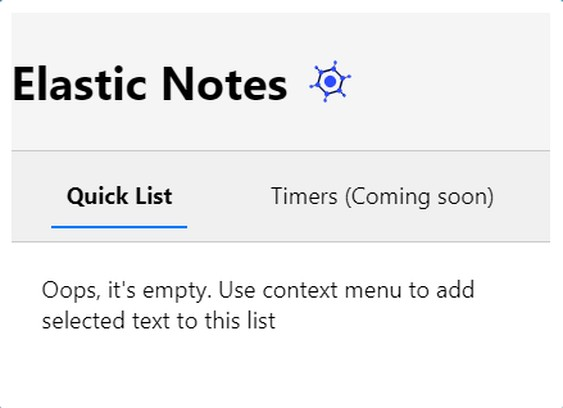 Elastic Notes
Quick List
Timers (Coming soon)
Oops, it's empty. Use context menu to add
selected text to this list